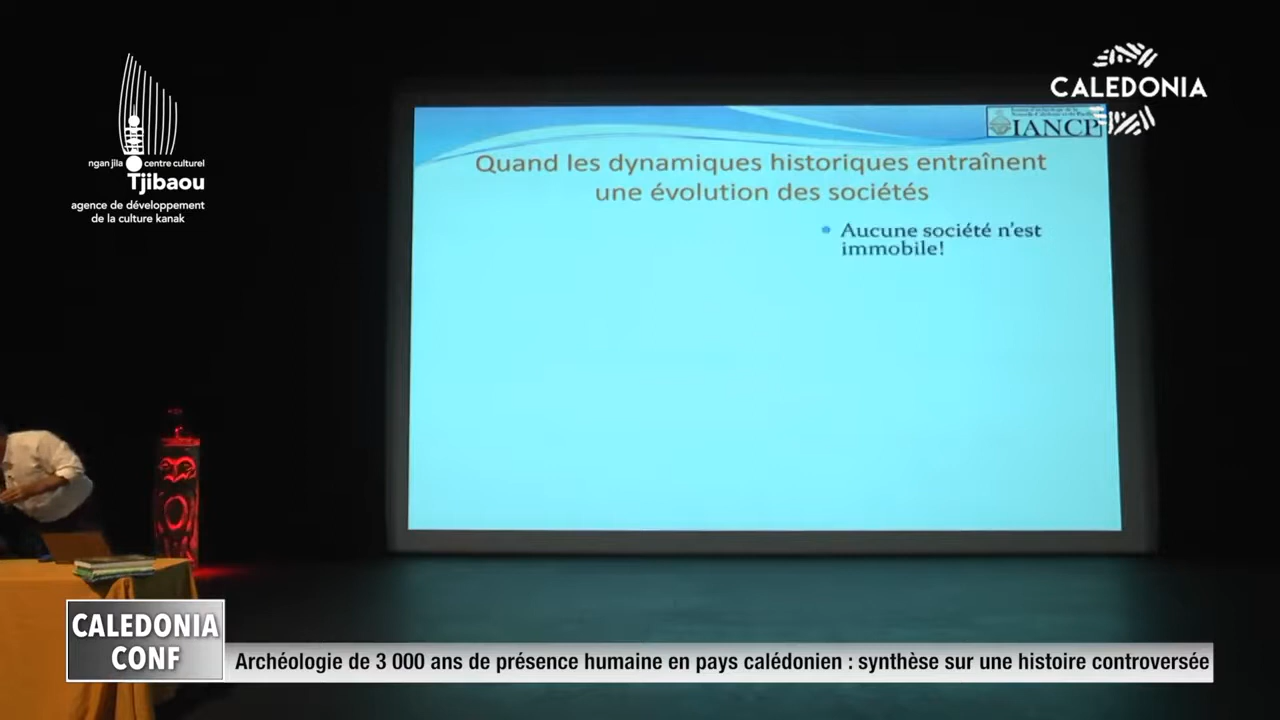 ngan jila centre culturel
Tjibaou
agence de développement
de la culture kanak
CALEDONIA
IANCP
Quand les dynamiques historiques entraînent
une évolution des sociétés
Aucune société n'est
immobile!
CALEDONIA
CONF
Archéologie de 3 000 ans de présence humaine en pays calédonien : synthèse sur une histoire controversée